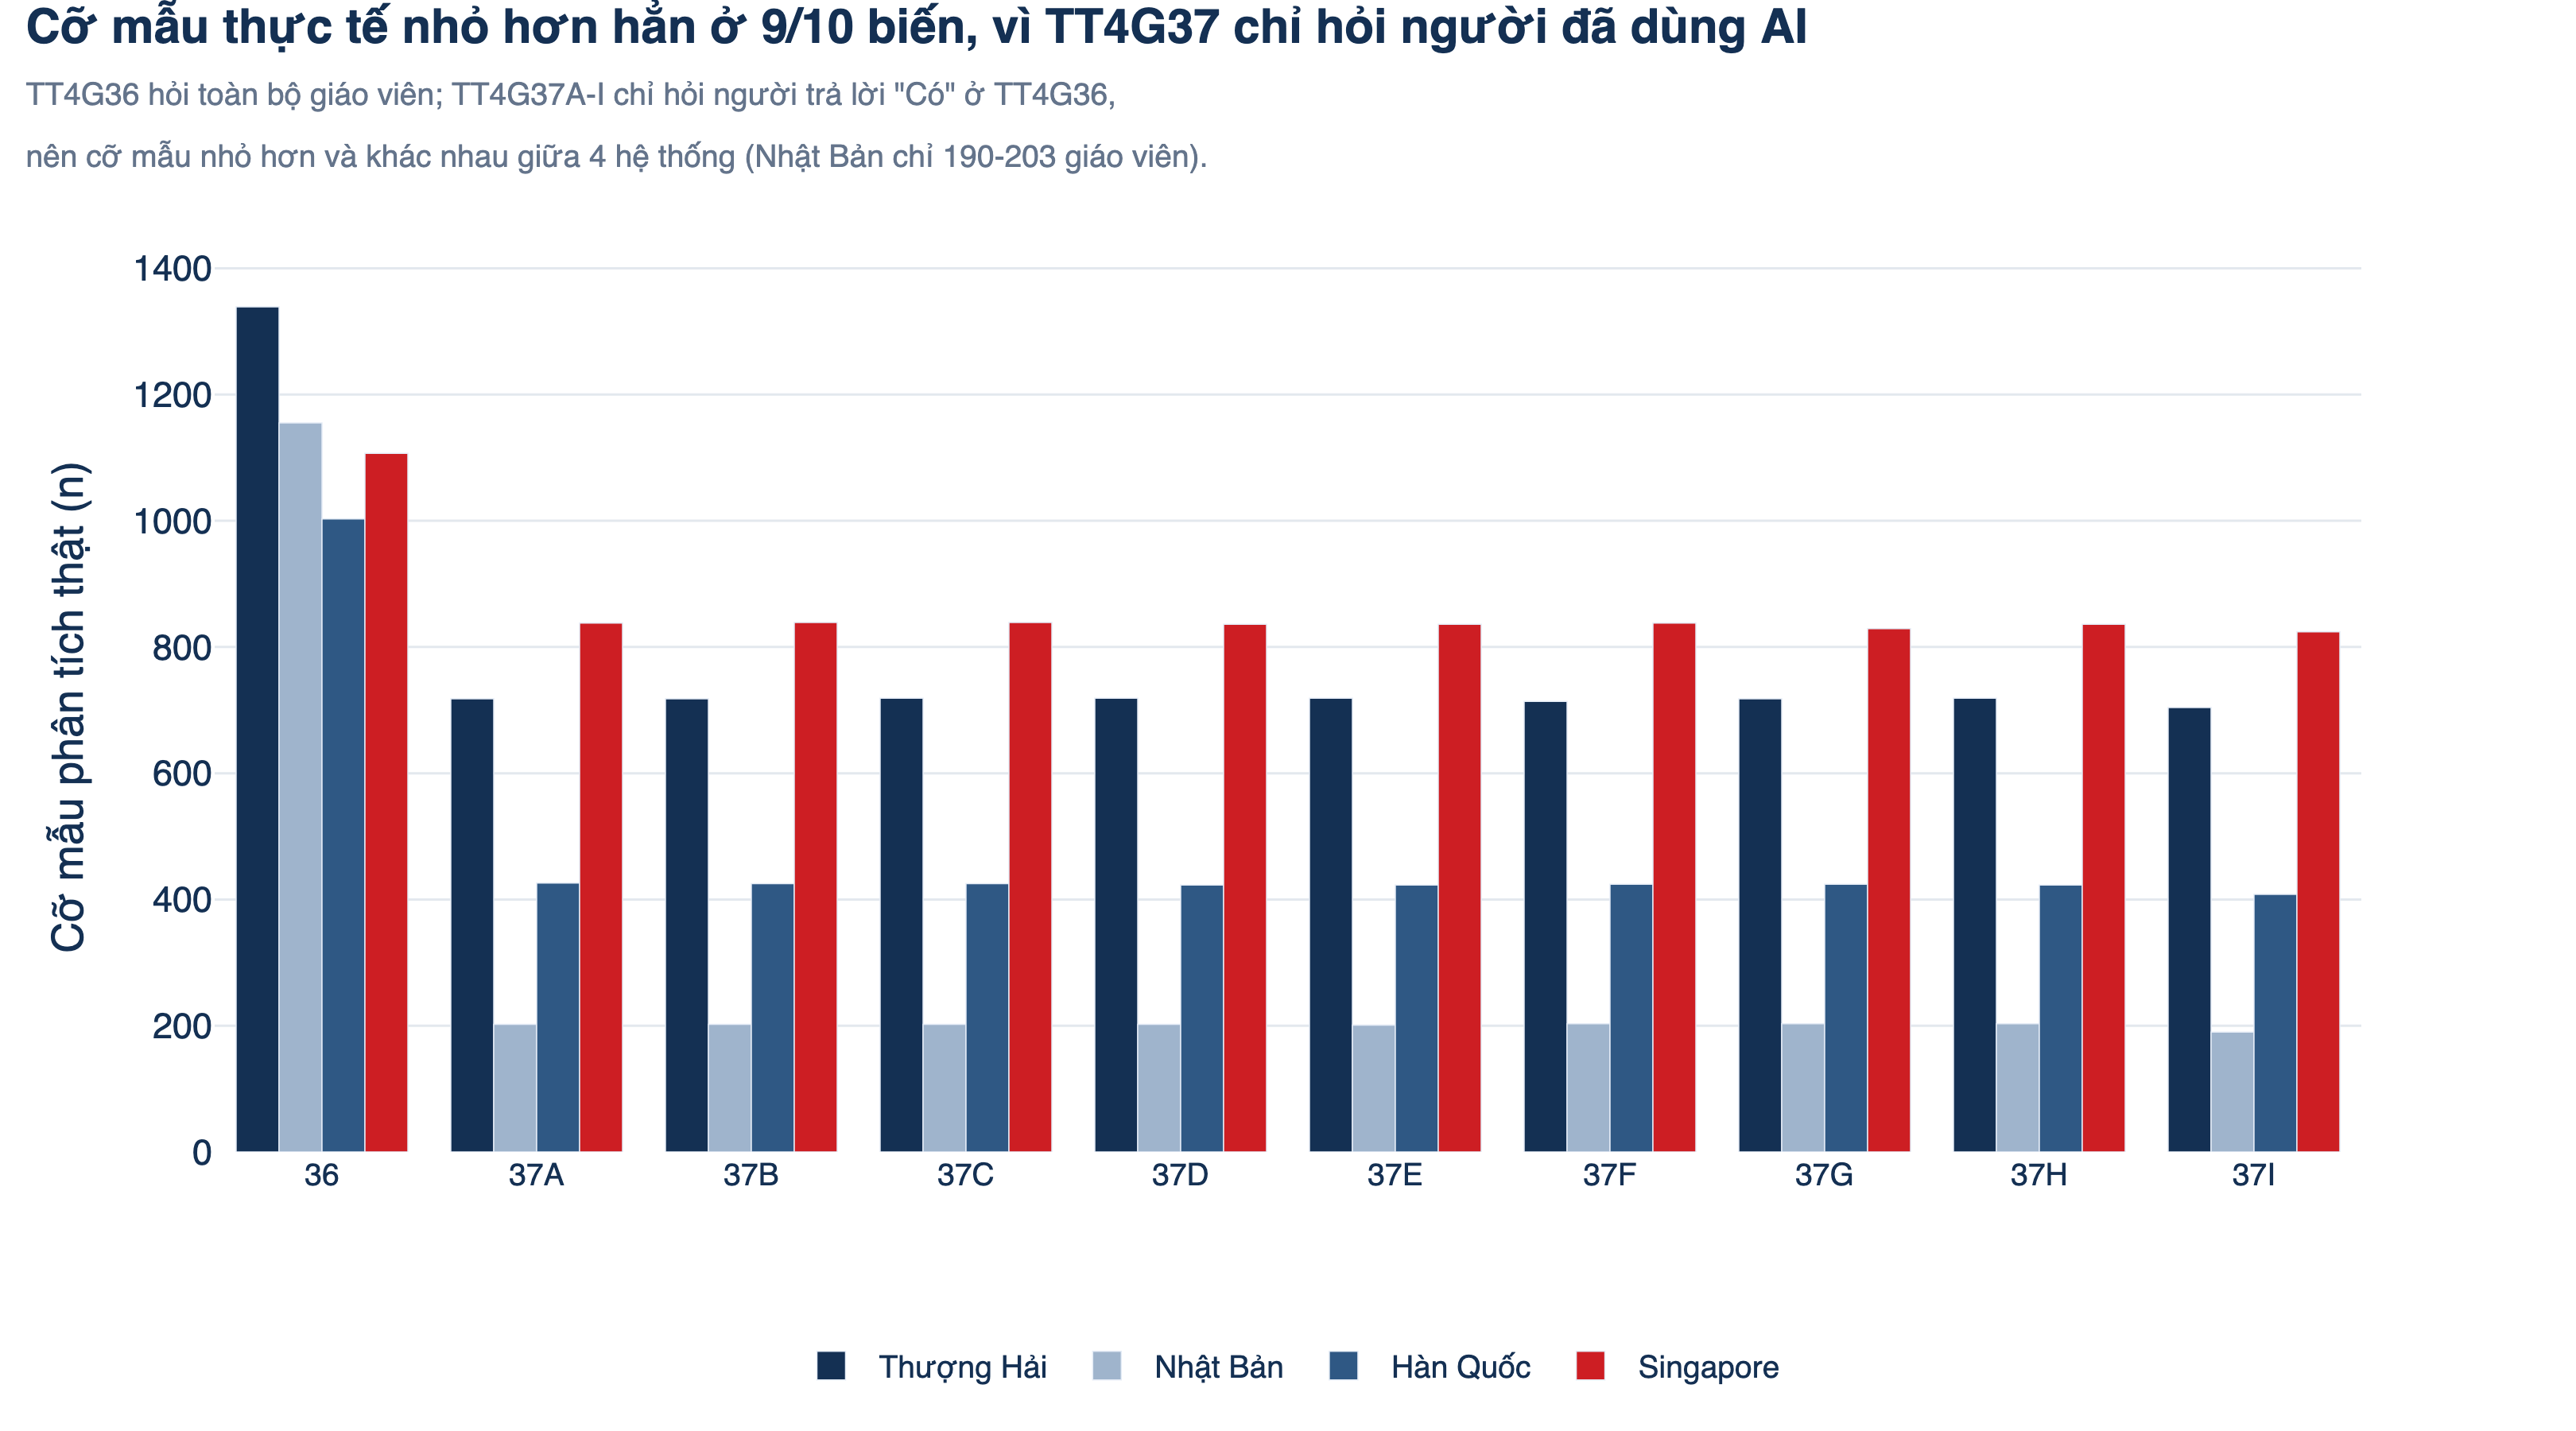 Cỡ mẫu thực tế nhỏ hơn hẳn ở 9/10 biến, vì TT4G37 chỉ hỏi người đã dùng AI
TT4G36 hỏi toàn bộ giáo viên; TT4G37A-I chỉ hỏi người trả lời "Có" ở TT4G36,
nên cỡ mẫu nhỏ hơn và khác nhau giữa 4 hệ thống (Nhật Bản chỉ 190-203 giáo viên).
Cỡ mẫu phân tích thật (n)
1400
1200
1000
800
600
400
200
0
36 37A 37B 37C 37D 37E 37F 37G 37H 37I
Thượng Hải Nhật Bản Hàn Quốc Singapore